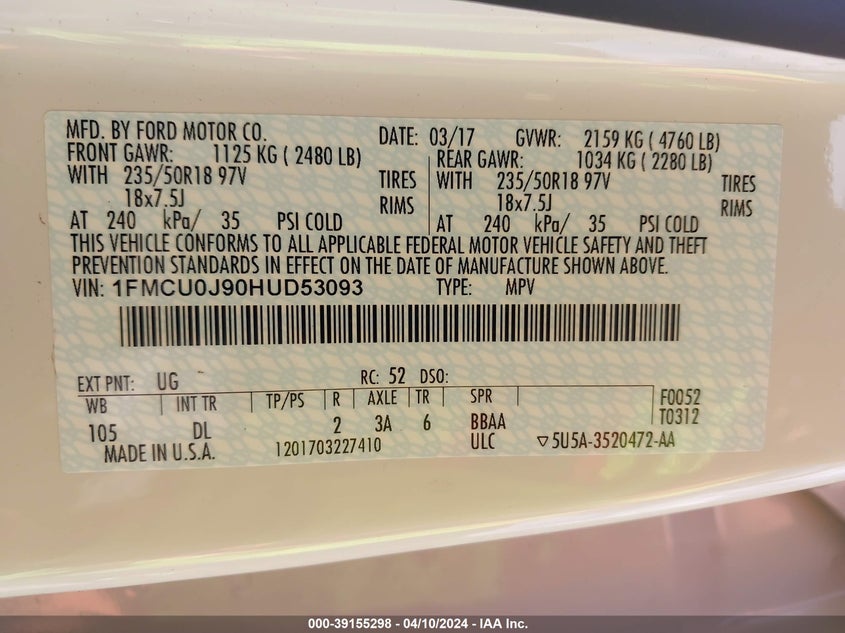 MFD. BY FORD MOTOR CO. DATE: 03/17 GVWR: 2159 KG ( 4760 LB)
FRONT GAWR: 1125 KG ( 2480 LB) REAR GAWR: 1034 KG ( 2280 LB)
WITH 235/50R18 97V TIRES WITH 235/50R18 97V TIRES
18x7.5J RIMS 18x7.5J RIMS
AT 240 kPa/ 35 PSI COLD AT 240 kPa/ 35 PSI COLD
THIS VEHICLE CONFORMS TO ALL APPLICABLE FEDERAL MOTOR VEHICLE SAFETY AND THEFT
PREVENTION STANDARDS IN EFFECT ON THE DATE OF MANUFACTURE SHOWN ABOVE.
VIN: 1FMCU0J90HUD53093 TYPE: MPV
EXT PNT: UG RC: 52 DSO:
WB INT TR TP/PS R AXLE TR SPR F0052
105 DL 2 3A 6 BBAA T0312
MADE IN U.S.A. 1201703227410 ULC ▽5U5A-3520472-AA
000-39155298 - 04/10/2024 - IAA Inc.